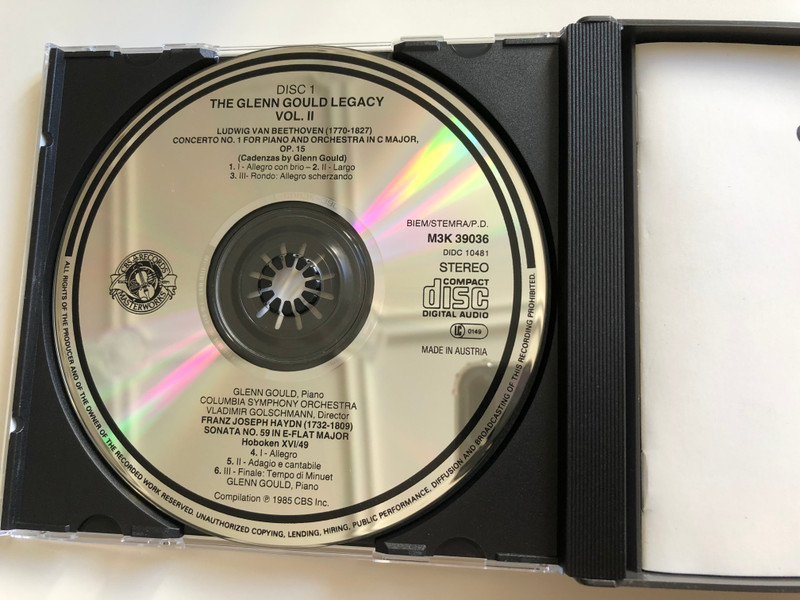 DISC 1
THE GLENN GOULD LEGACY
VOL. II
LUDWIG VAN BEETHOVEN (1770-1827)
CONCERTO NO. 1 FOR PIANO AND ORCHESTRA IN C MAJOR,
OP. 15
(Cadenzas by Glenn Gould)
1. I - Allegro con brio – 2. II - Largo
3. III- Rondo: Allegro scherzando
BIEM/STEMRA/P.D.
M3K 39036
DIDC 10481
STEREO
COMPACT
disc
DIGITAL AUDIO
LC 0149
MADE IN AUSTRIA
CBS RECORDS
MASTERWORKS
GLENN GOULD, Piano
COLUMBIA SYMPHONY ORCHESTRA
VLADIMIR GOLSCHMANN, Director
FRANZ JOSEPH HAYDN (1732-1809)
SONATA NO. 59 IN E-FLAT MAJOR
Hoboken XVI/49
4. I - Allegro
5. II - Adagio e cantabile
6. III - Finale: Tempo di Minuet
GLENN GOULD, Piano
Compilation ℗ 1985 CBS Inc.
ALL RIGHTS OF THE PRODUCER AND OF THE OWNER OF THE RECORDED WORK RESERVED. UNAUTHORIZED COPYING, LENDING, HIRING, PUBLIC PERFORMANCE, DIFFUSION AND BROADCASTING OF THIS RECORDING PROHIBITED.